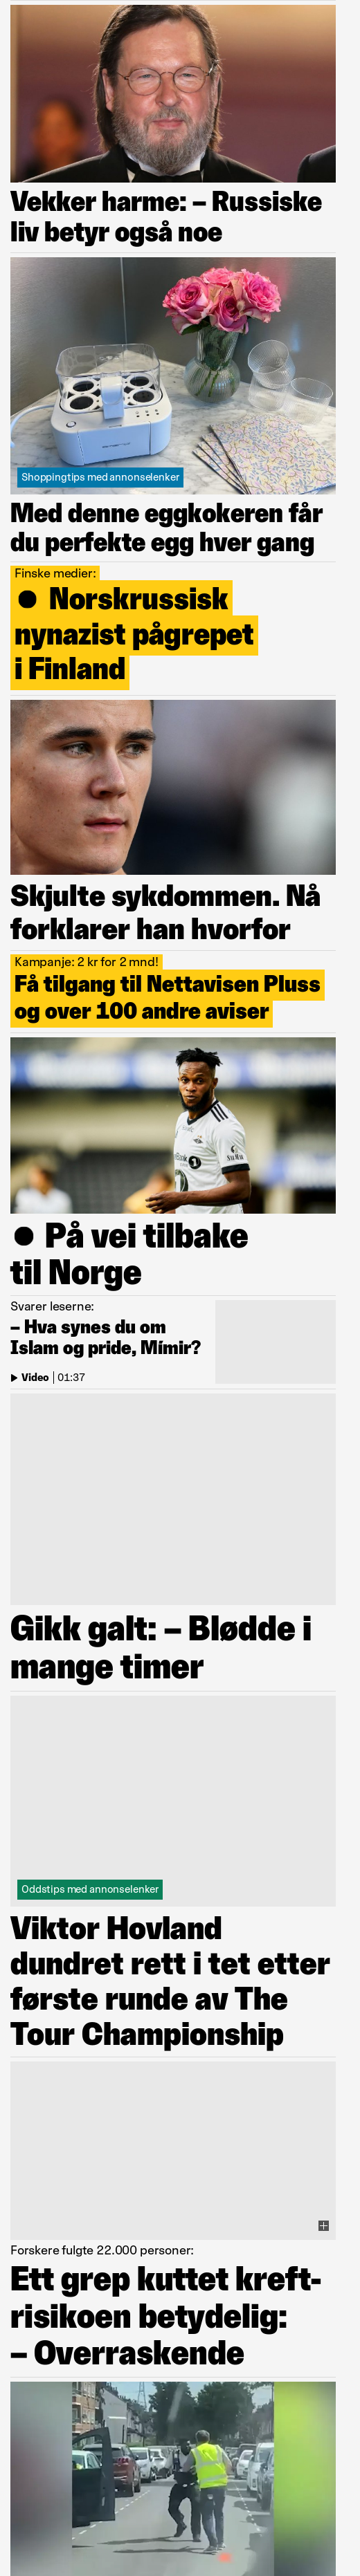 Vekker harme: – Russiske
liv betyr også noe
Shoppingtips med annonselenker
Med denne eggkokeren får
du perfekte egg hver gang
Finske medier:
● Norskrussisk
nynazist pågrepet
i Finland
Skjulte sykdommen. Nå
forklarer han hvorfor
Kampanje: 2 kr for 2 mnd!
Få tilgang til Nettavisen Pluss
og over 100 andre aviser
● På vei tilbake
til Norge
Svarer leserne:
– Hva synes du om
Islam og pride, Mímir?
Video | 01:37
Gikk galt: – Blødde i
mange timer
Oddstips med annonselenker
Viktor Hovland
dundret rett i tet etter
første runde av The
Tour Championship
Forskere fulgte 22.000 personer:
Ett grep kuttet kreft-
risikoen betydelig:
– Overraskende